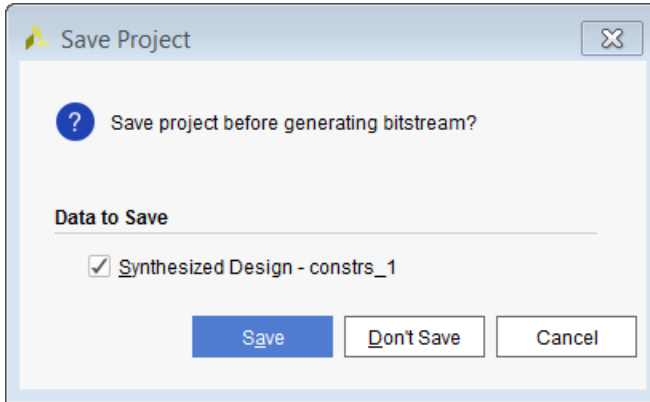 Save Project
? Save project before generating bitstream?
Data to Save
Synthesized Design - constrs_1
Save Don't Save Cancel